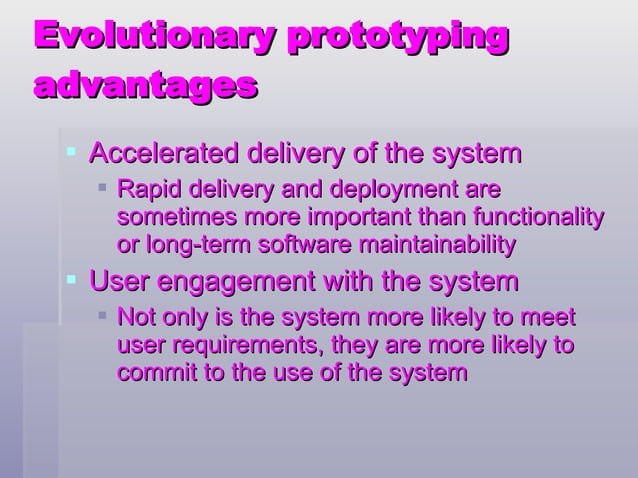 Evolutionary prototyping
advantages
Accelerated delivery of the system
Rapid delivery and deployment are
sometimes more important than functionality
or long-term software maintainability
User engagement with the system
Not only is the system more likely to meet
user requirements, they are more likely to
commit to the use of the system